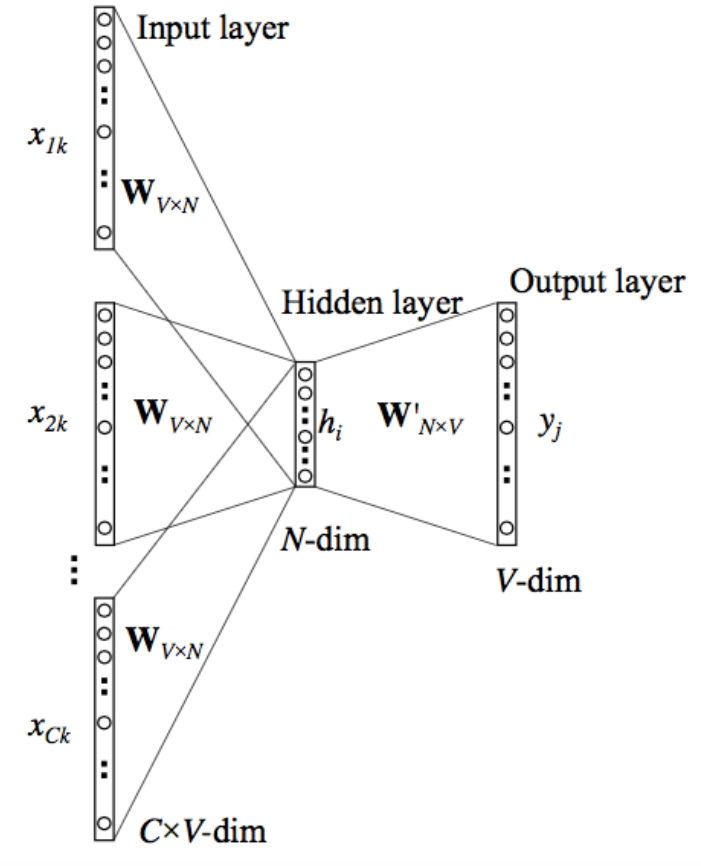 Input layer
x1k
WV×N
Hidden layer
Output layer
x2k
WV×N
hi
W'N×V
yj
N-dim
V-dim
WV×N
xCk
C×V-dim